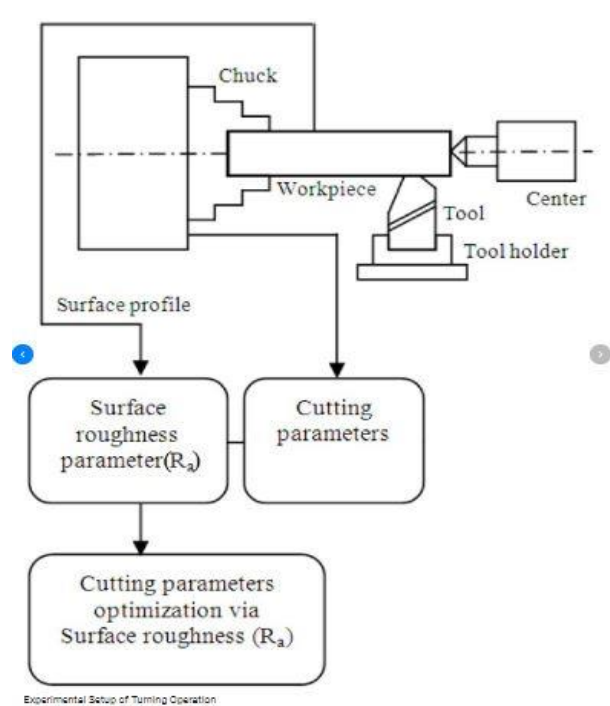 Chuck
Workpiece
Center
Tool
Tool holder
Surface profile
Surface
roughness
parameter(Rₐ)
Cutting
parameters
Cutting parameters
optimization via
Surface roughness (Rₐ)
Experimental Setup of Turning Operation